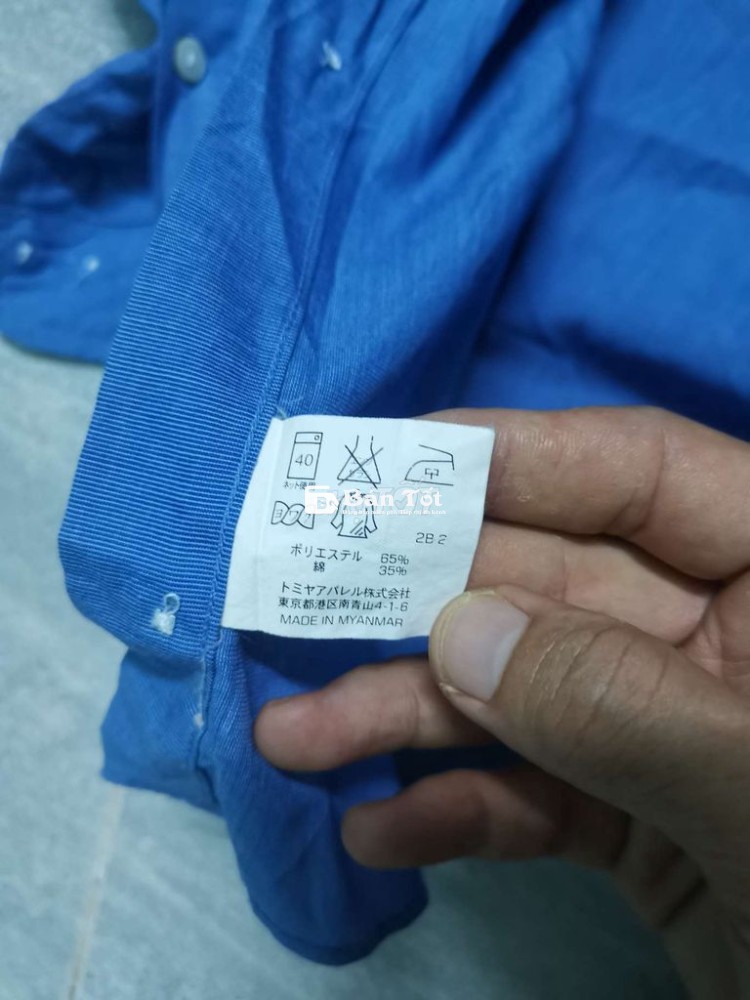 40
ネット使用
Bán Tốt
2B 2
ポリエステル 65%
綿 35%
トミヤアパレル株式会社
東京都港区南青山4-1-6
MADE IN MYANMAR